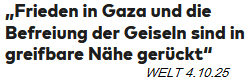 „Frieden in Gaza und die
Befreiung der Geiseln sind in
greifbare Nähe gerückt“
WELT 4.10.25